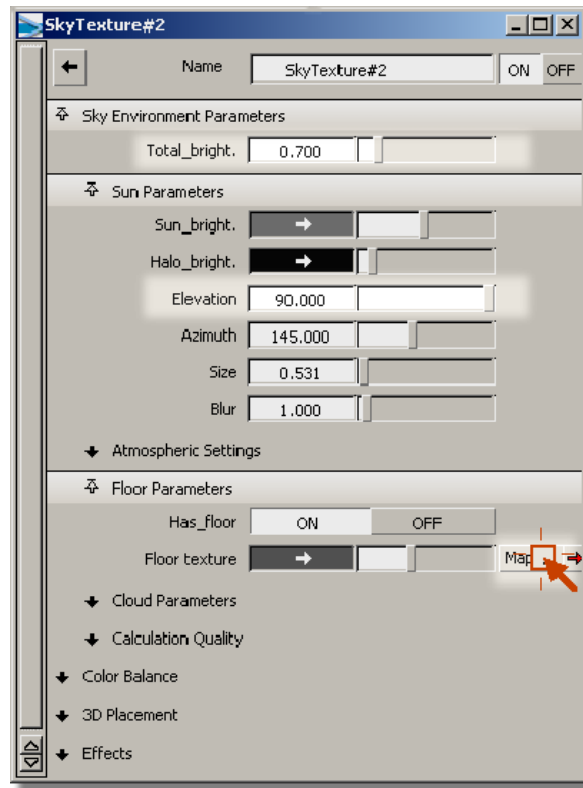 SkyTexture#2
Name SkyTexture#2 ON OFF
Sky Environment Parameters
Total_bright. 0.700
Sun Parameters
Sun_bright.
Halo_bright.
Elevation 90.000
Azimuth 145.000
Size 0.531
Blur 1.000
Atmospheric Settings
Floor Parameters
Has_floor ON OFF
Floor texture Map
Cloud Parameters
Calculation Quality
Color Balance
3D Placement
Effects